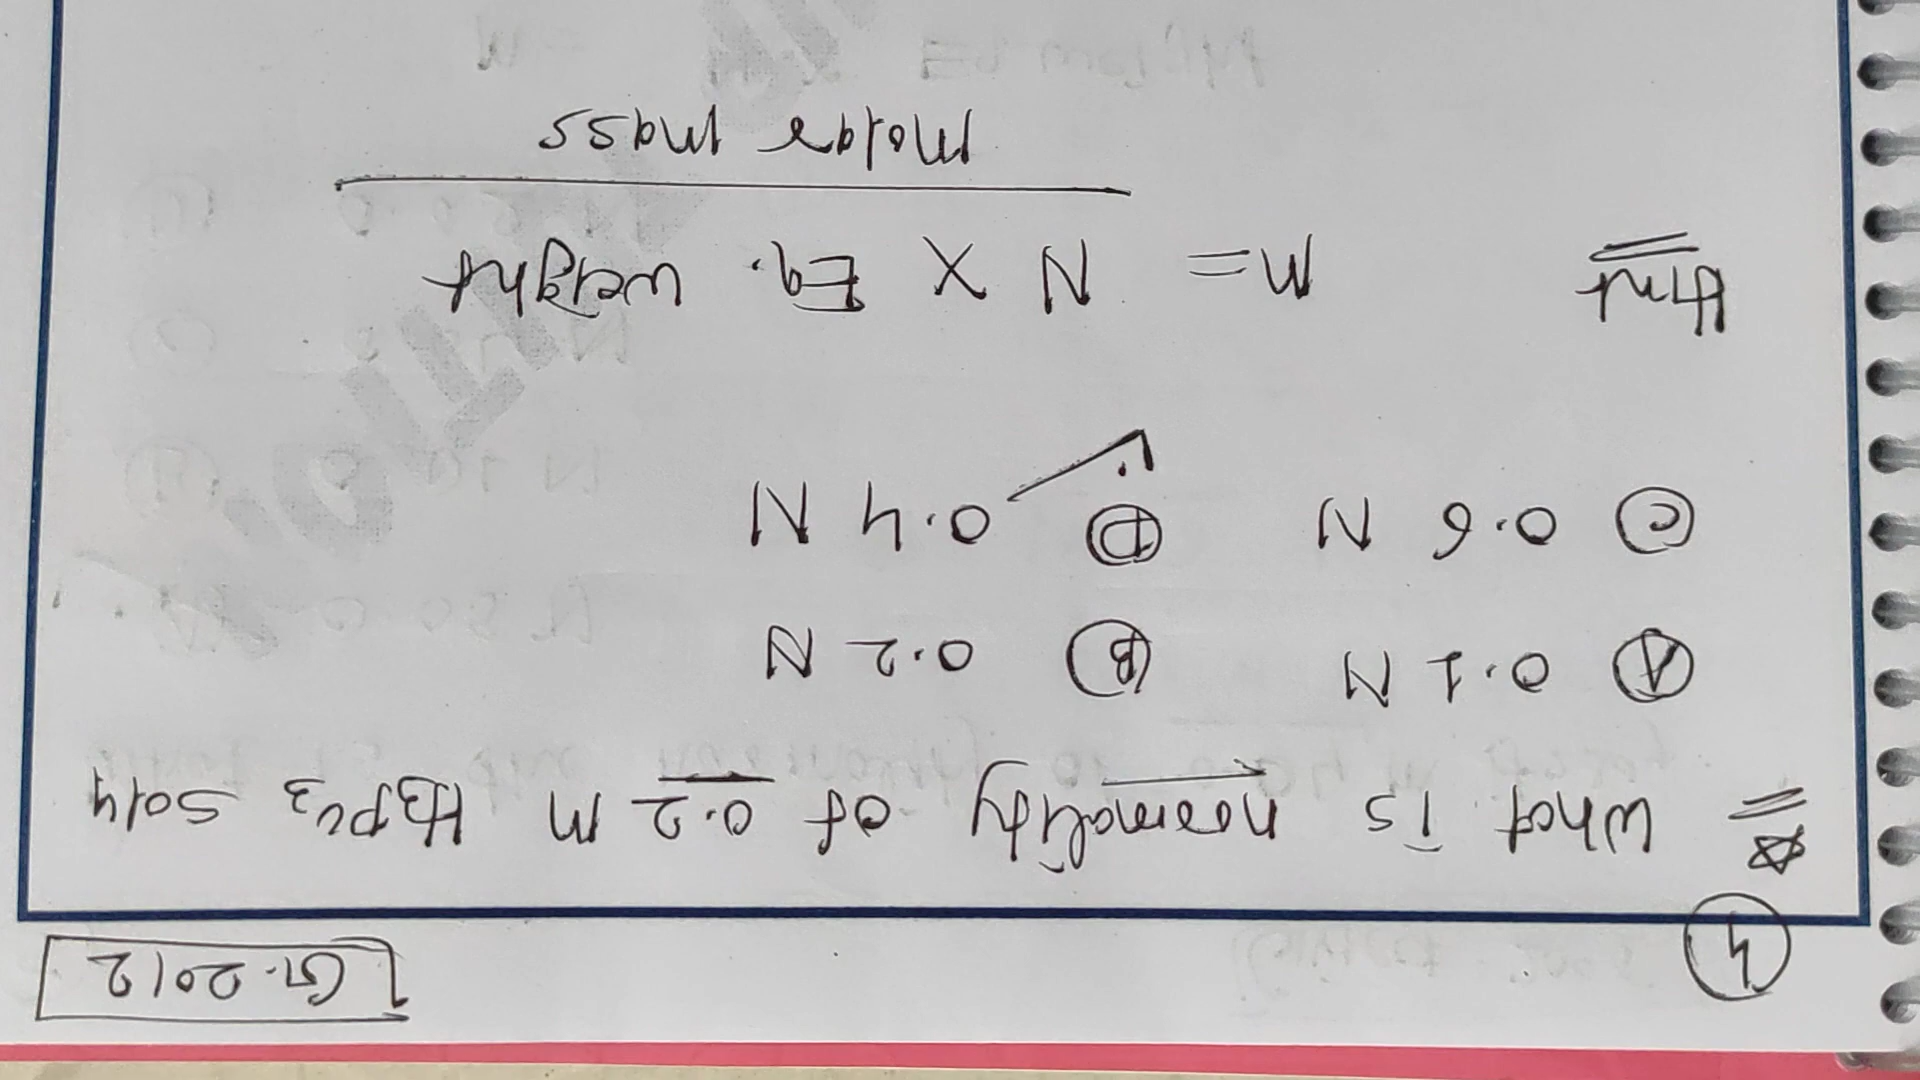 4
G. 2012
What is normality of 0.2 M H3PO3 soln
A 0.1 N B 0.2 N
C 0.6 N D 0.4 N
Hint M = N X Eq. weight
Molar mass